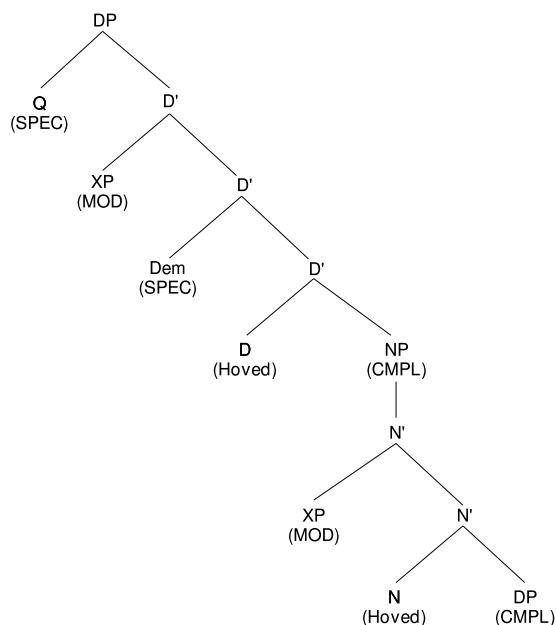 DP
Q
(SPEC)
D'
XP
(MOD)
D'
Dem
(SPEC)
D'
D
(Hoved)
NP
(CMPL)
N'
XP
(MOD)
N'
N
(Hoved)
DP
(CMPL)